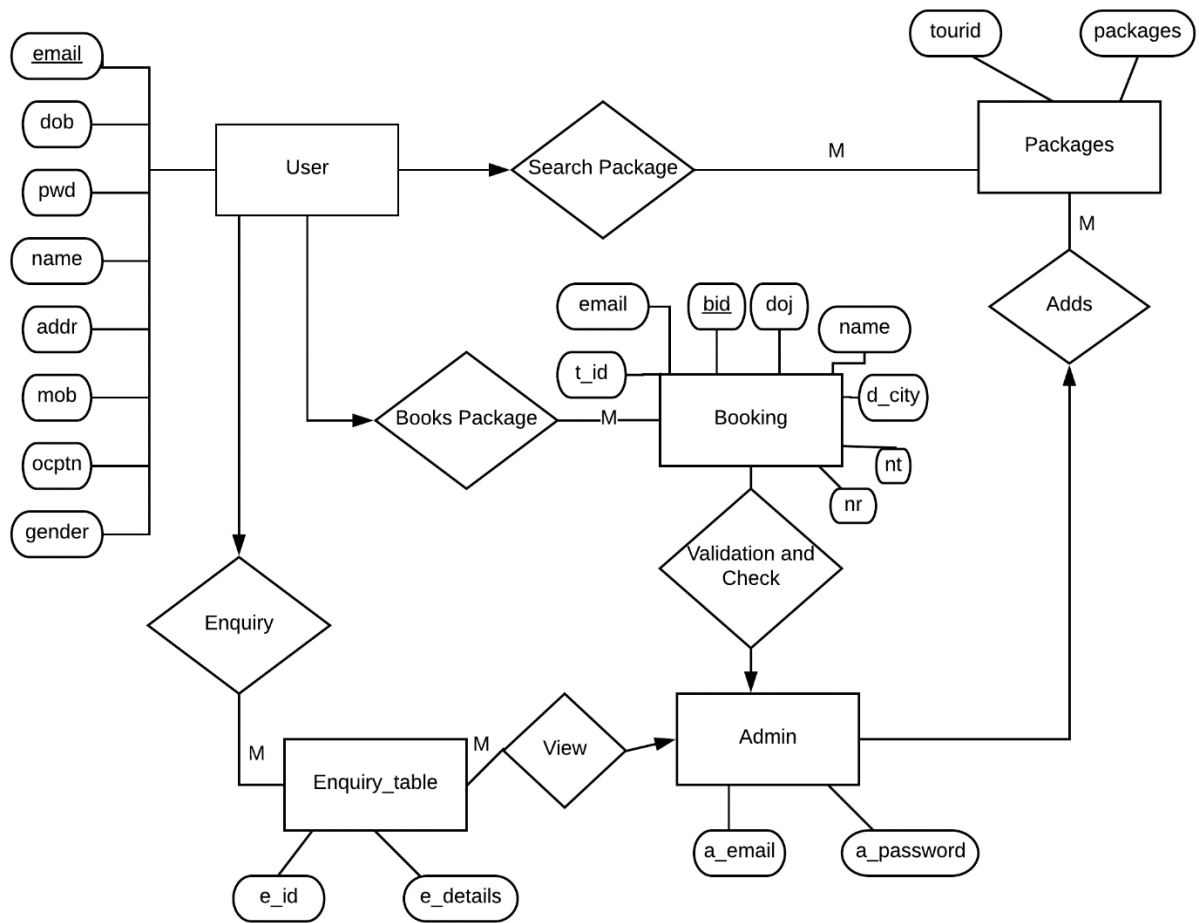 tourid
packages
email
dob
pwd
name
addr
mob
ocptn
gender
User
Search Package
M
Packages
M
Adds
email
bid
doj
name
t_id
d_city
Books Package
M
Booking
nt
nr
Validation and
Check
Enquiry
M
Enquiry_table
M
View
Admin
a_email
a_password
e_id
e_details